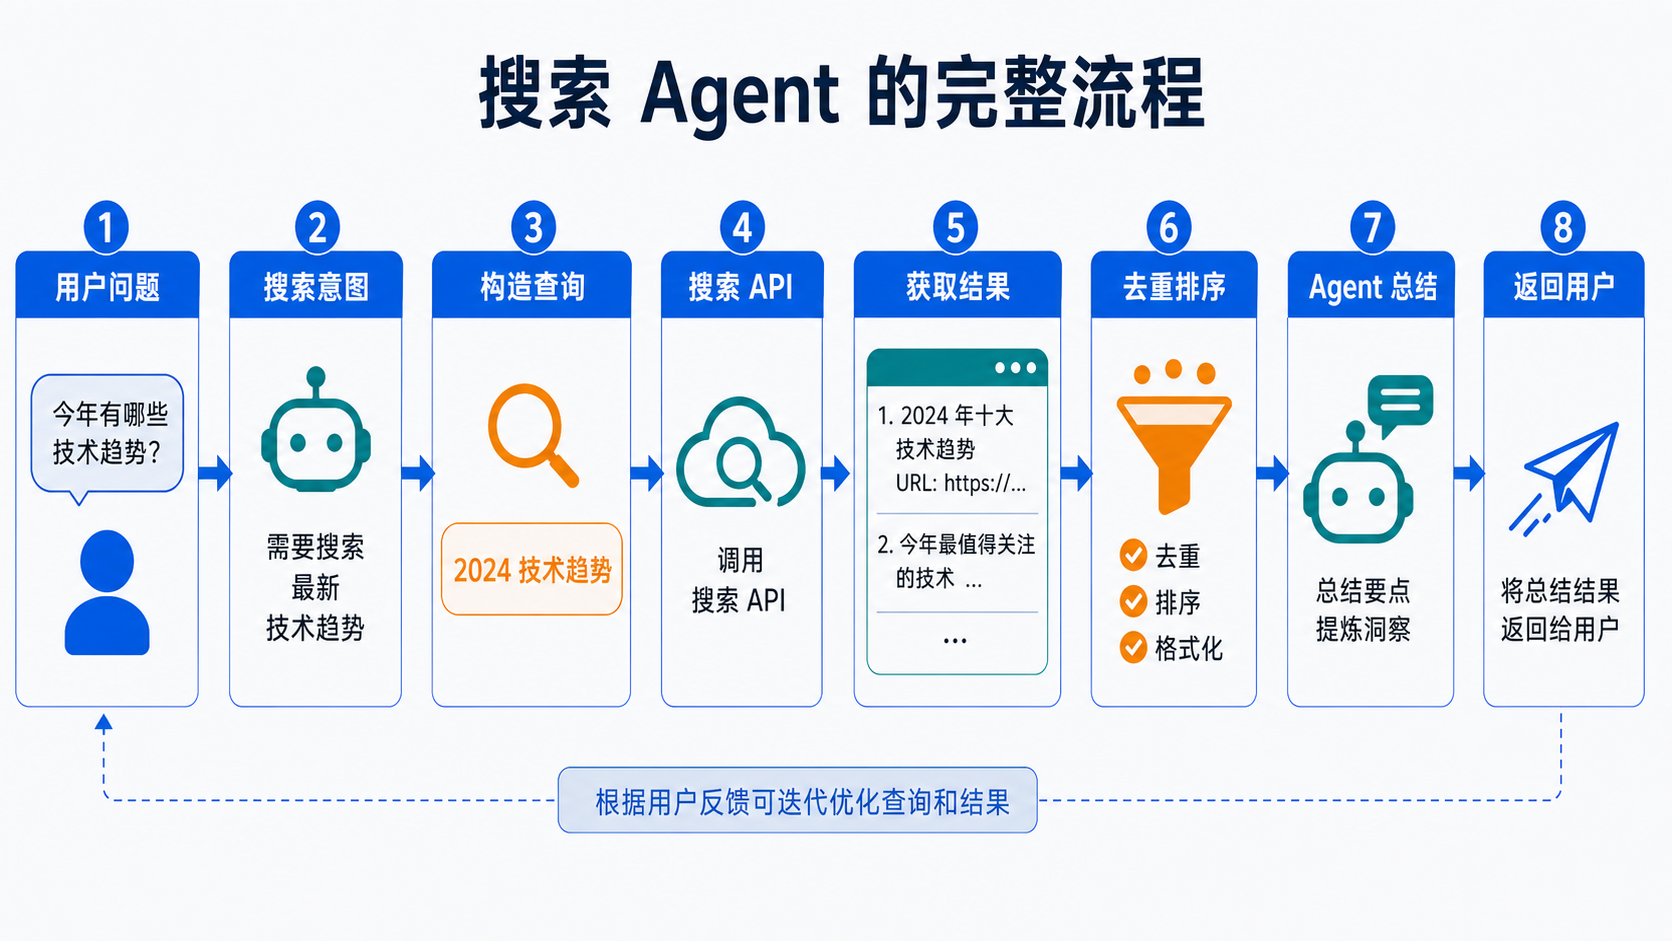 搜索 Agent 的完整流程
1
用户问题
今年有哪些
技术趋势?
2
搜索意图
需要搜索
最新
技术趋势
3
构造查询
2024 技术趋势
4
搜索 API
调用
搜索 API
5
获取结果
1. 2024 年十大
技术趋势
URL: https://...
2. 今年最值得关注
的技术 ...
...
6
去重排序
去重
排序
格式化
7
Agent 总结
总结要点
提炼洞察
8
返回用户
将总结结果
返回给用户
根据用户反馈可迭代优化查询和结果